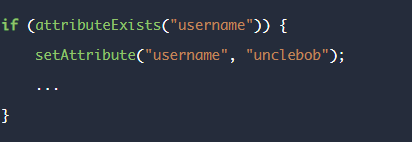 if (attributeExists("username")) {
    setAttribute("username", "unclebob");
    ...
}